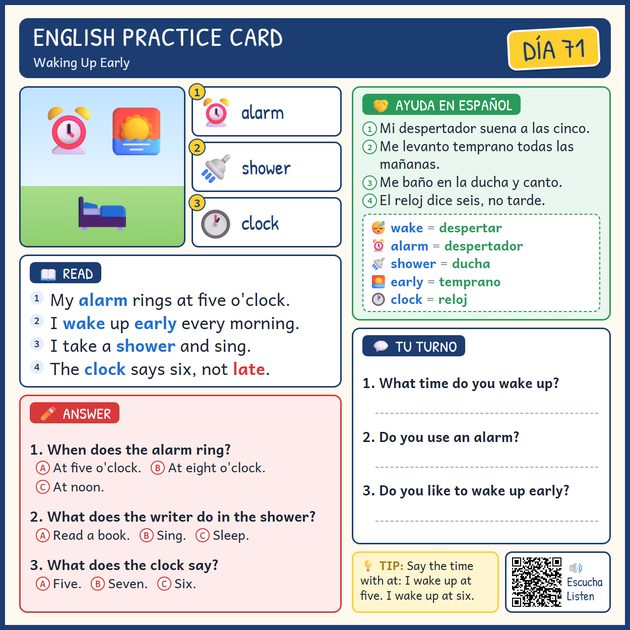 ENGLISH PRACTICE CARD
Waking Up Early
DÍA 71
1 alarm
2 shower
3 clock
READ
1 My alarm rings at five o'clock.
2 I wake up early every morning.
3 I take a shower and sing.
4 The clock says six, not late.
ANSWER
1. When does the alarm ring?
A At five o'clock. B At eight o'clock.
C At noon.
2. What does the writer do in the shower?
A Read a book. B Sing. C Sleep.
3. What does the clock say?
A Five. B Seven. C Six.
AYUDA EN ESPAÑOL
1 Mi despertador suena a las cinco.
2 Me levanto temprano todas las
mañanas.
3 Me baño en la ducha y canto.
4 El reloj dice seis, no tarde.
wake = despertar
alarm = despertador
shower = ducha
early = temprano
clock = reloj
TU TURNO
1. What time do you wake up?
2. Do you use an alarm?
3. Do you like to wake up early?
TIP: Say the time
with at: I wake up at
five. I wake up at six.
Escucha
Listen